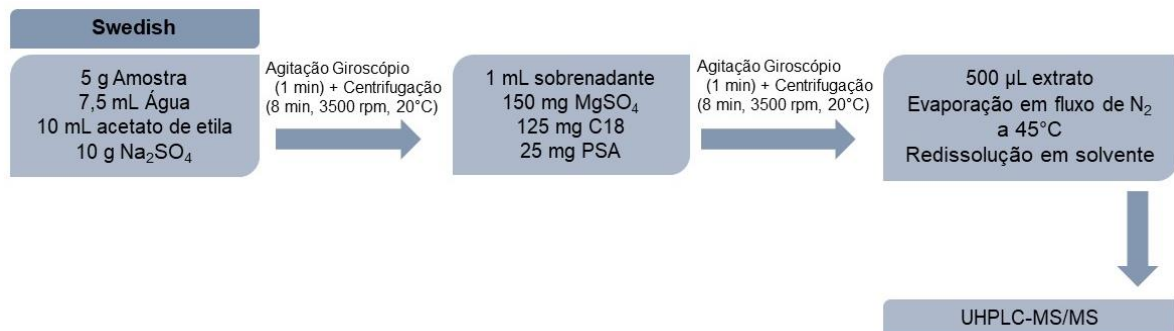 Swedish
5 g Amostra
7,5 mL Água
10 mL acetato de etila
10 g Na₂SO₄
Agitação Giroscópio
(1 min) + Centrifugação
(8 min, 3500 rpm, 20°C)
1 mL sobrenadante
150 mg MgSO₄
125 mg C18
25 mg PSA
Agitação Giroscópio
(1 min) + Centrifugação
(8 min, 3500 rpm, 20°C)
500 µL extrato
Evaporação em fluxo de N₂
a 45°C
Redissolução em solvente
UHPLC-MS/MS